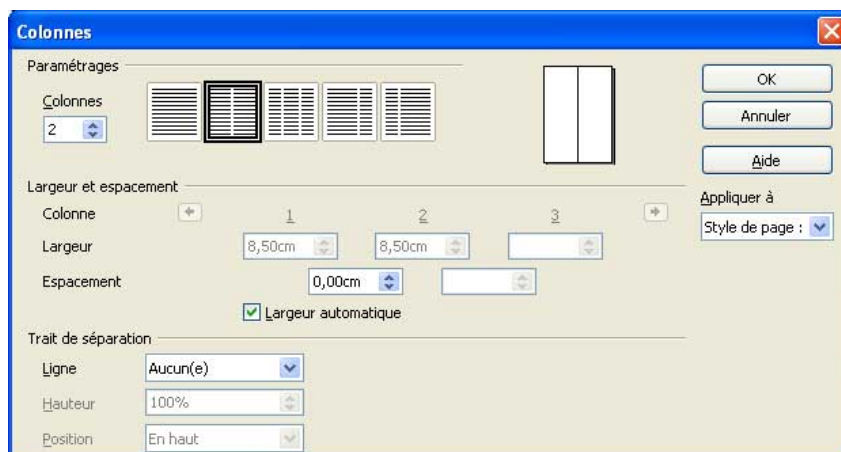 Colonnes
Paramétrages
Colonnes
2
OK
Annuler
Aide
Largeur et espacement
Appliquer à
Style de page :
Colonne 1 2 3
Largeur 8,50cm 8,50cm
Espacement 0,00cm
Largeur automatique
Trait de séparation
Ligne Aucun(e)
Hauteur 100%
Position En haut